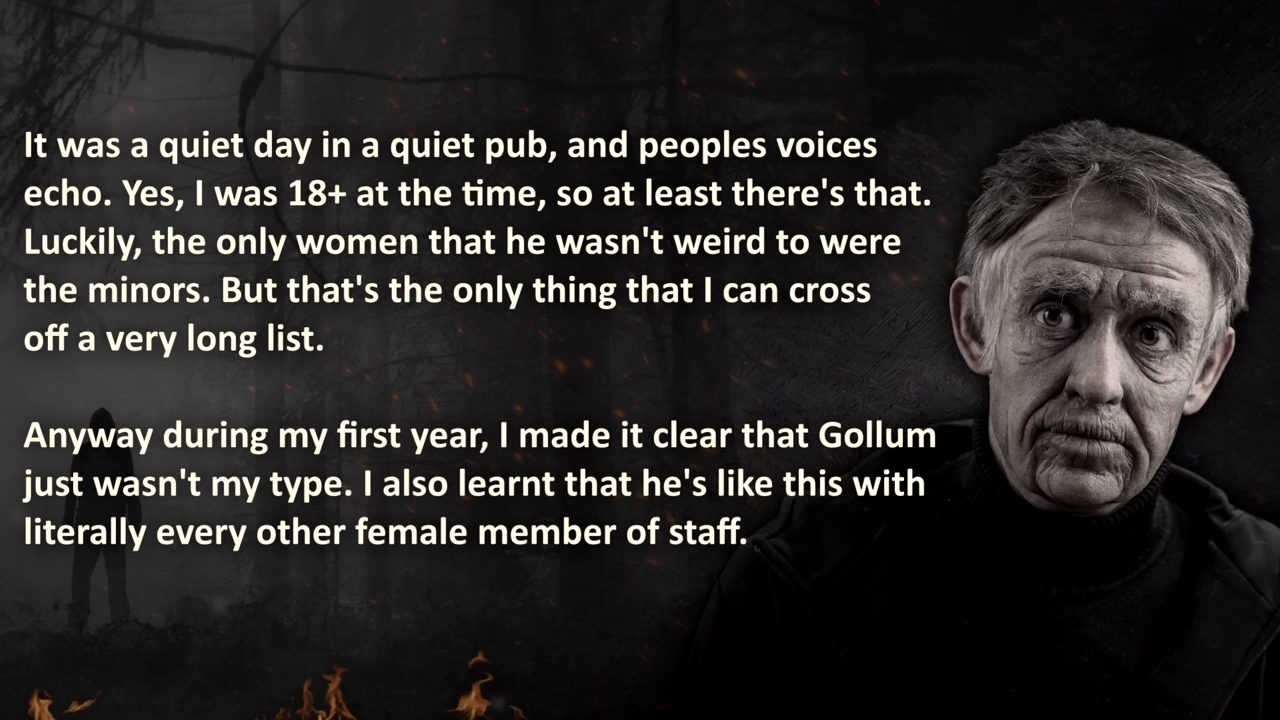 It was a quiet day in a quiet pub, and peoples voices
echo. Yes, I was 18+ at the time, so at least there's that.
Luckily, the only women that he wasn't weird to were
the minors. But that's the only thing that I can cross
off a very long list.
Anyway during my first year, I made it clear that Gollum
just wasn't my type. I also learnt that he's like this with
literally every other female member of staff.